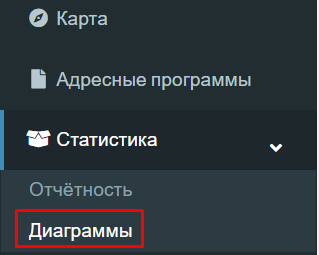 Карта
Адресные программы
Статистика
Отчётность
Диаграммы